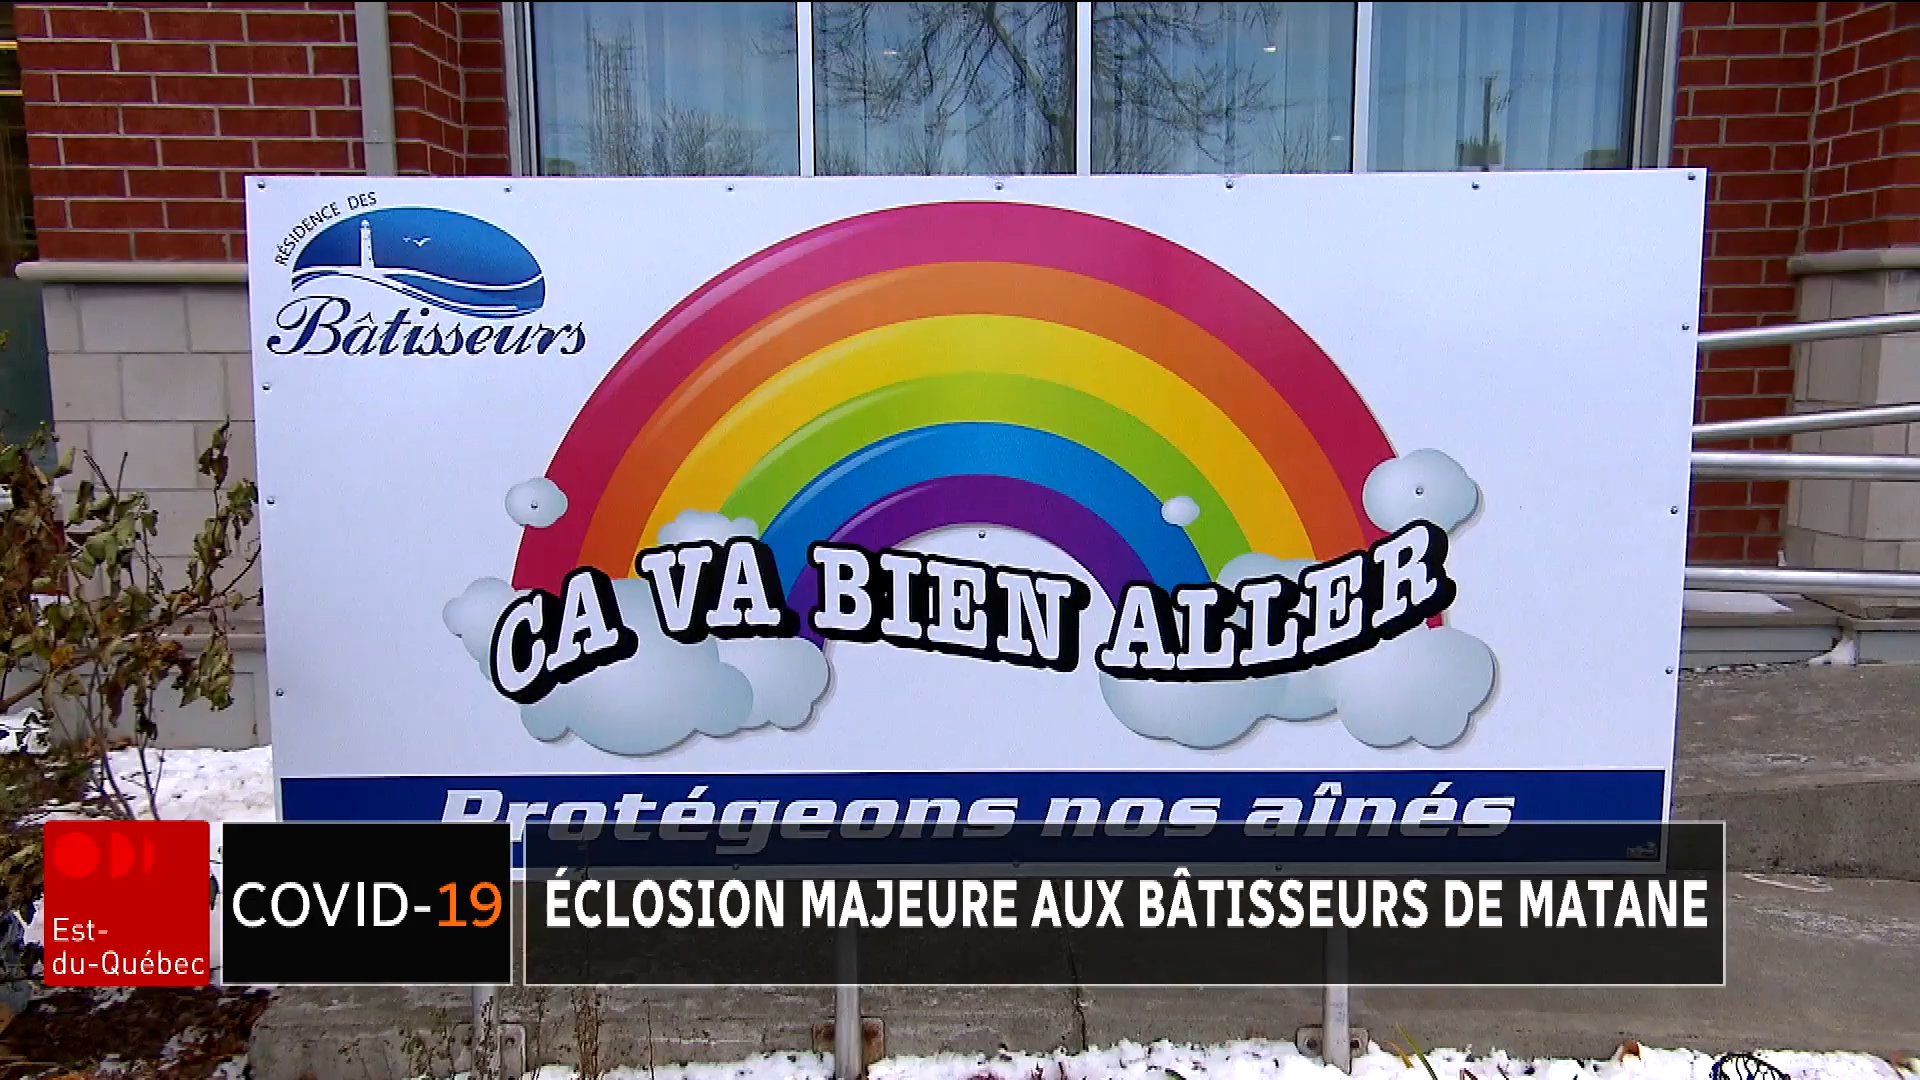 RÉSIDENCE DES
Bâtisseurs
CA VA BIEN ALLER
Protégeons nos aînés
Est-
du-Québec
COVID-19
ÉCLOSION MAJEURE AUX BÂTISSEURS DE MATANE